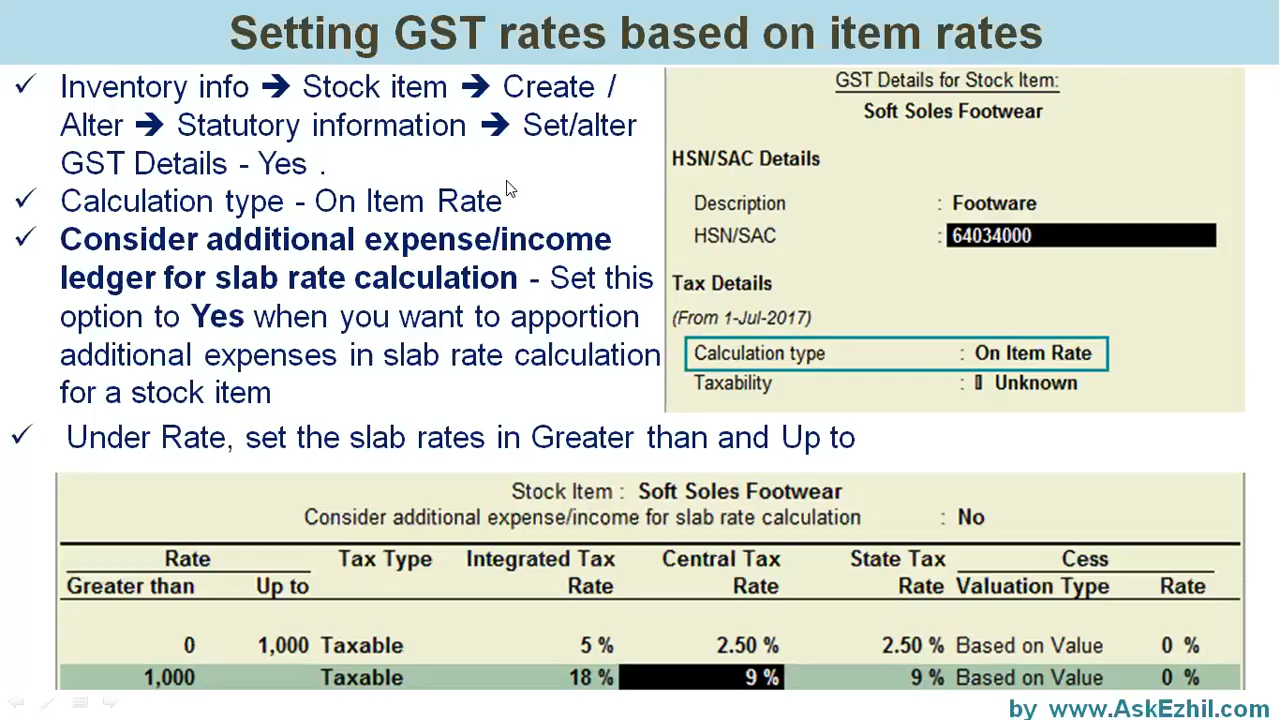 Setting GST rates based on item rates
✓ Inventory info ➔ Stock item ➔ Create /
Alter ➔ Statutory information ➔ Set/alter
GST Details - Yes .
✓ Calculation type - On Item Rate
✓ Consider additional expense/income
ledger for slab rate calculation - Set this
option to Yes when you want to apportion
additional expenses in slab rate calculation
for a stock item
✓ Under Rate, set the slab rates in Greater than and Up to
GST Details for Stock Item:
Soft Soles Footwear
HSN/SAC Details
Description : Footware
HSN/SAC : 64034000
Tax Details
(From 1-Jul-2017)
Calculation type : On Item Rate
Taxability : Unknown
Stock Item : Soft Soles Footwear
Consider additional expense/income for slab rate calculation : No
Rate Tax Type Integrated Tax Central Tax State Tax Cess
Greater than Up to Rate Rate Rate Valuation Type Rate
0 1,000 Taxable 5 % 2.50 % 2.50 % Based on Value 0 %
1,000 Taxable 18 % 9 % 9 % Based on Value 0 %
by www.AskEzhil.com